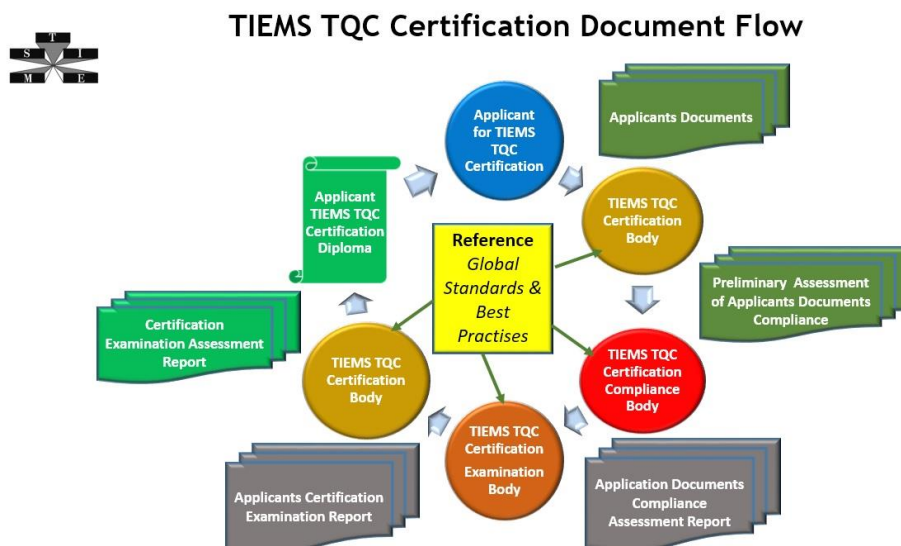 TIEMS TQC Certification Document Flow
T
S I
M E
Applicant
for TIEMS
TQC
Certification
Applicants Documents
TIEMS TQC
Certification
Body
Preliminary Assessment
of Applicants Documents
Compliance
TIEMS TQC
Certification
Compliance
Body
Application Documents
Compliance
Assessment Report
TIEMS TQC
Certification
Examination
Body
Applicants Certification
Examination Report
TIEMS TQC
Certification
Body
Certification
Examination Assessment
Report
Applicant
TIEMS TQC
Certification
Diploma
Reference
Global
Standards &
Best
Practises